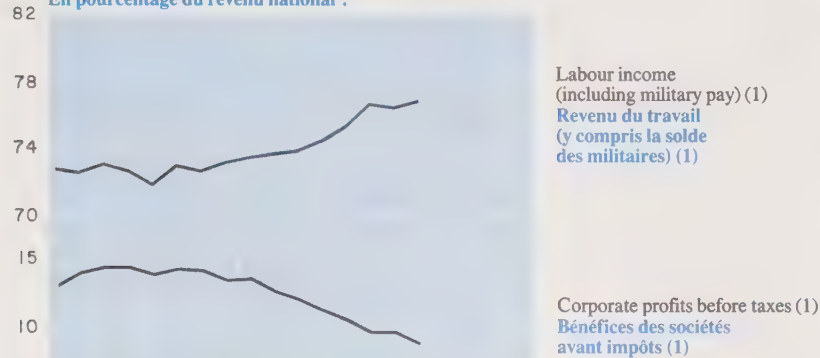 En pourcentage du revenu national :
82
78
74
70
15
10
Labour income
(including military pay) (1)
Revenu du travail
(y compris la solde
des militaires) (1)
Corporate profits before taxes (1)
Bénéfices des sociétés
avant impôts (1)